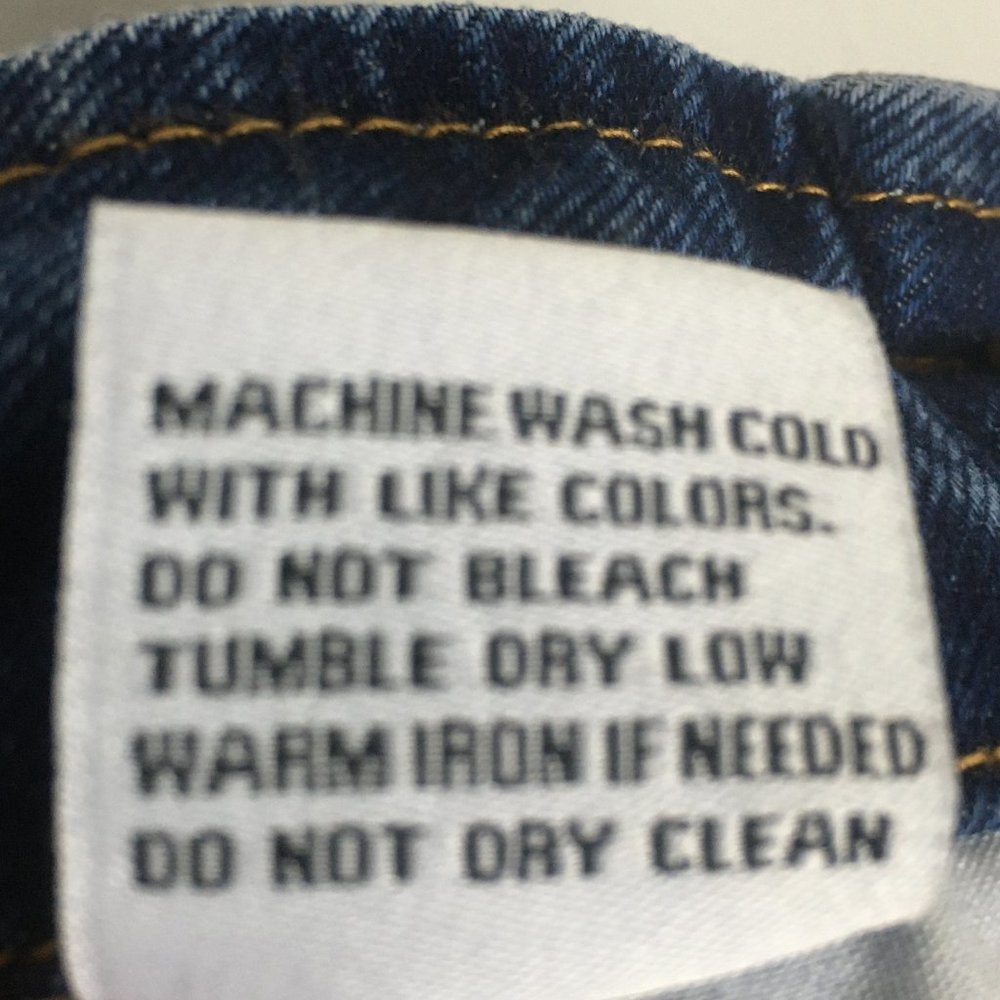 MACHINE WASH COLD
WITH LIKE COLORS.
DO NOT BLEACH
TUMBLE DRY LOW
WARM IRON IF NEEDED
DO NOT DRY CLEAN